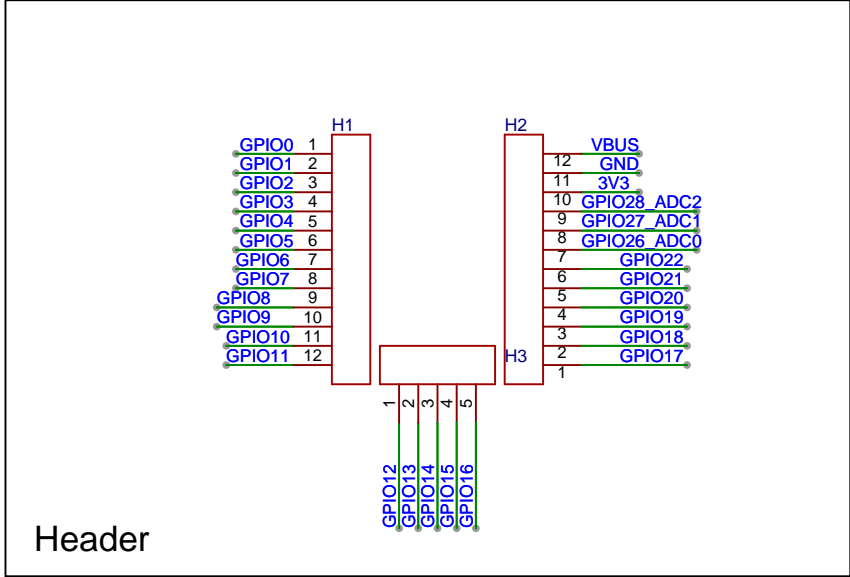 H1
GPIO0 1
GPIO1 2
GPIO2 3
GPIO3 4
GPIO4 5
GPIO5 6
GPIO6 7
GPIO7 8
GPIO8 9
GPIO9 10
GPIO10 11
GPIO11 12
H2
VBUS
12 GND
11 3V3
10 GPIO28_ADC2
9 GPIO27_ADC1
8 GPIO26_ADC0
7 GPIO22
6 GPIO21
5 GPIO20
4 GPIO19
3 GPIO18
2 GPIO17
1
H3
1 2 3 4 5
GPIO12
GPIO13
GPIO14
GPIO15
GPIO16
Header